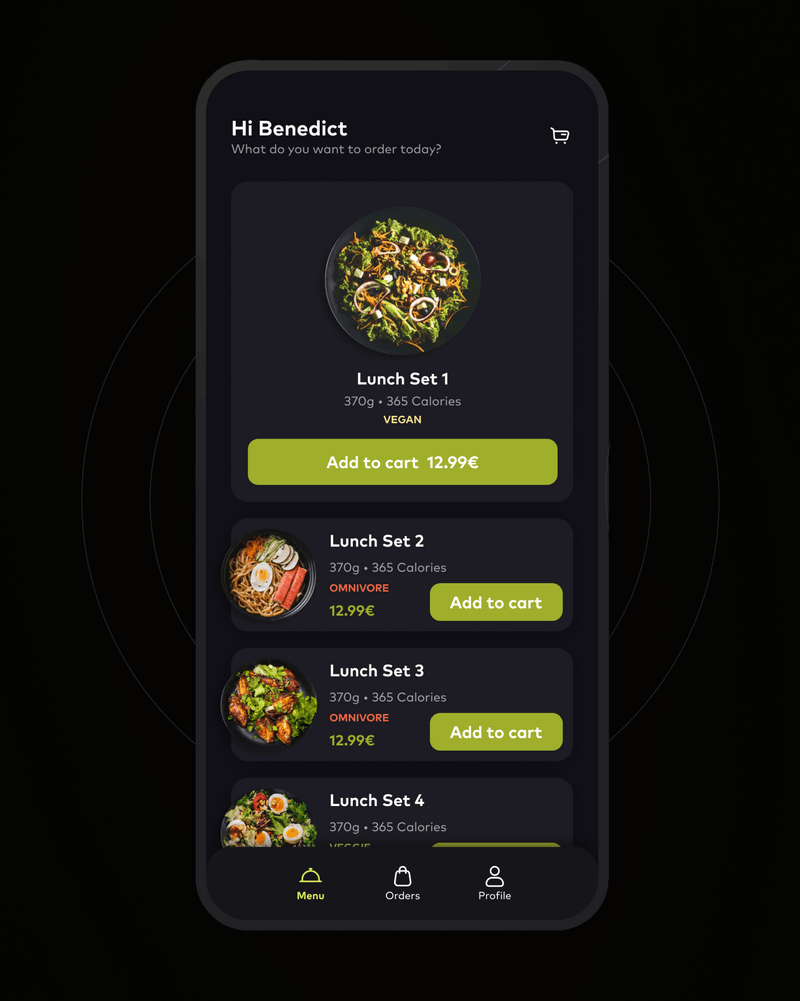 Hi Benedict
What do you want to order today?
Lunch Set 1
370g • 365 Calories
VEGAN
Add to cart 12.99€
Lunch Set 2
370g • 365 Calories
OMNIVORE
12.99€
Add to cart
Lunch Set 3
370g • 365 Calories
OMNIVORE
12.99€
Add to cart
Lunch Set 4
370g • 365 Calories
VEGGIE
Menu
Orders
Profile